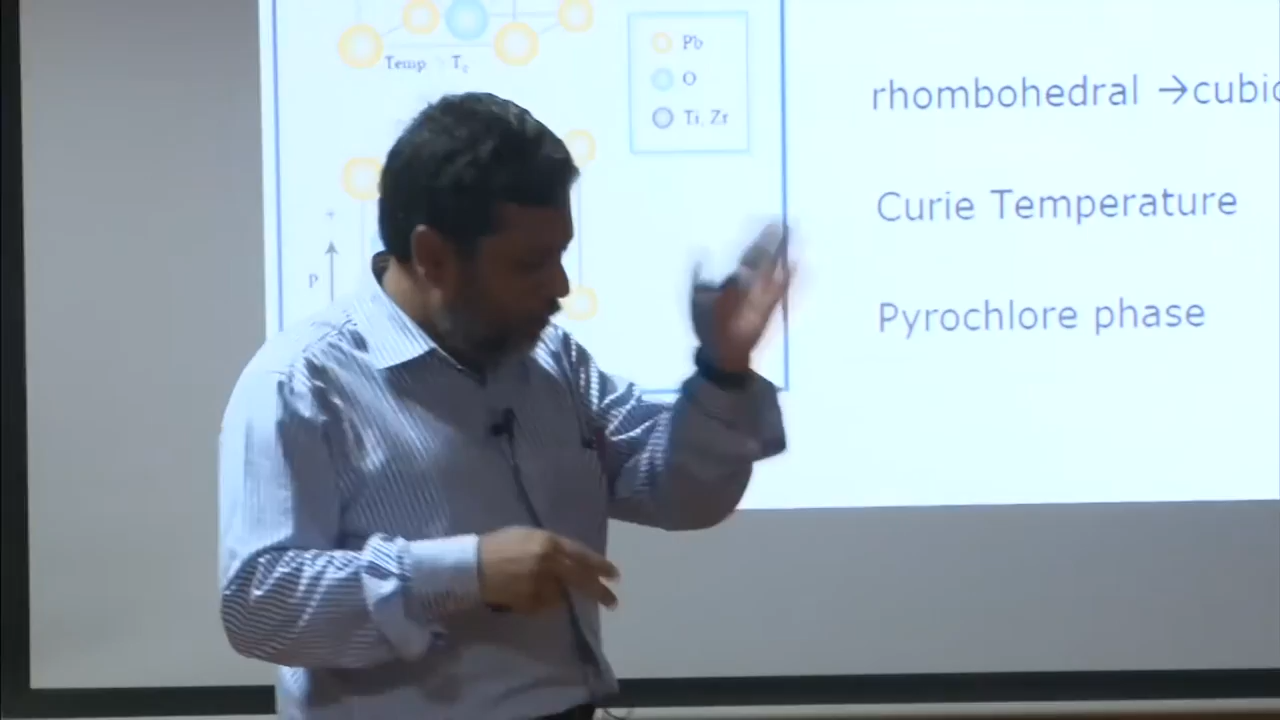 Pb
Temp > Tc
O
rhombohedral →cubic
Ti, Zr
Curie Temperature
+
P
Pyrochlore phase